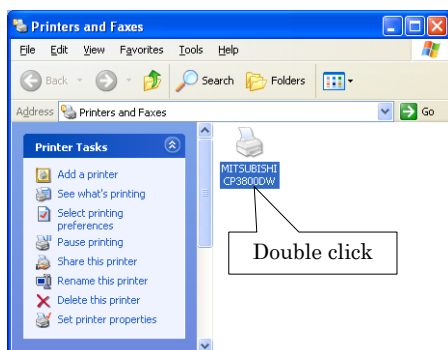 Printers and Faxes
File Edit View Favorites Tools Help
Back Search Folders
Address Printers and Faxes Go
Printer Tasks
Add a printer
See what's printing
Select printing
preferences
Pause printing
Share this printer
Rename this printer
Delete this printer
Set printer properties
MITSUBISHI
CP3800DW
Double click